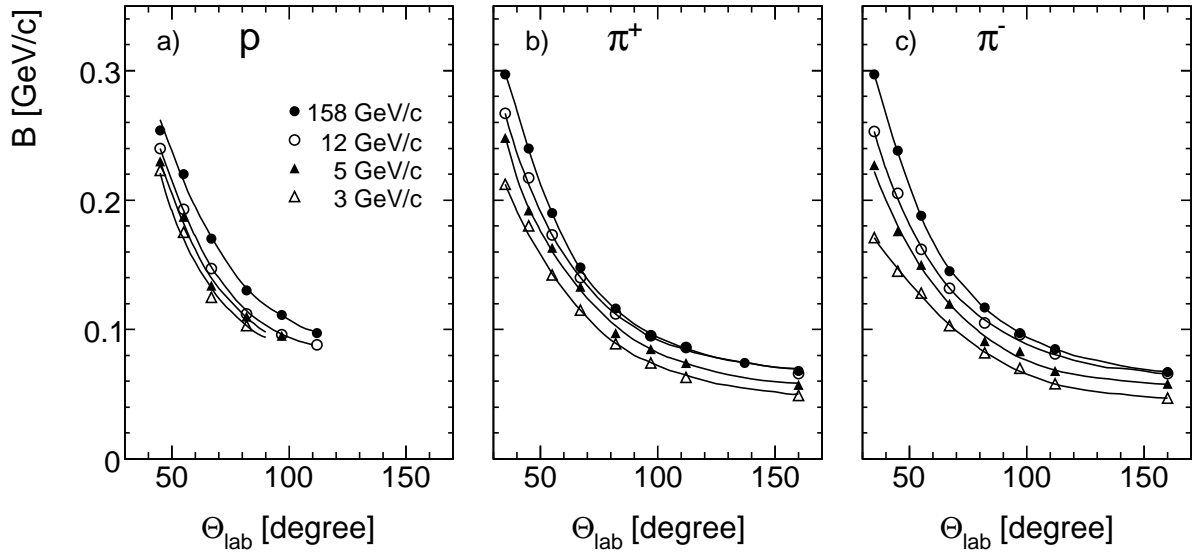 B [GeV/c]
a) p
b) π⁺
c) π⁻
158 GeV/c
12 GeV/c
5 GeV/c
3 GeV/c
0.3
0.2
0.1
0
50 100 150
50 100 150
50 100 150
Θlab [degree]
Θlab [degree]
Θlab [degree]